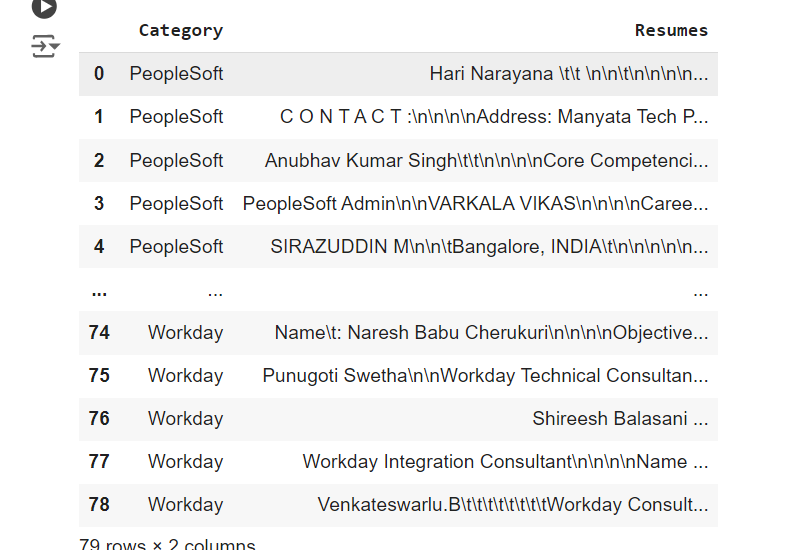 Category Resumes
0 PeopleSoft Hari Narayana \t\t \n\n\t\n\n\n\n...
1 PeopleSoft C O N T A C T :\n\n\n\nAddress: Manyata Tech P...
2 PeopleSoft Anubhav Kumar Singh\t\t\n\n\n\nCore Competenci...
3 PeopleSoft PeopleSoft Admin\n\nVARKALA VIKAS\n\n\n\nCaree...
4 PeopleSoft SIRAZUDDIN M\n\n\tBangalore, INDIA\t\n\n\n\n\n...
... ... ...
74 Workday Name\t: Naresh Babu Cherukuri\n\n\n\nObjective...
75 Workday Punugoti Swetha\n\nWorkday Technical Consultan...
76 Workday Shireesh Balasani ...
77 Workday Workday Integration Consultant\n\n\n\nName ...
78 Workday Venkateswarlu.B\t\t\t\t\t\t\t\tWorkday Consult...
79 rows × 2 columns